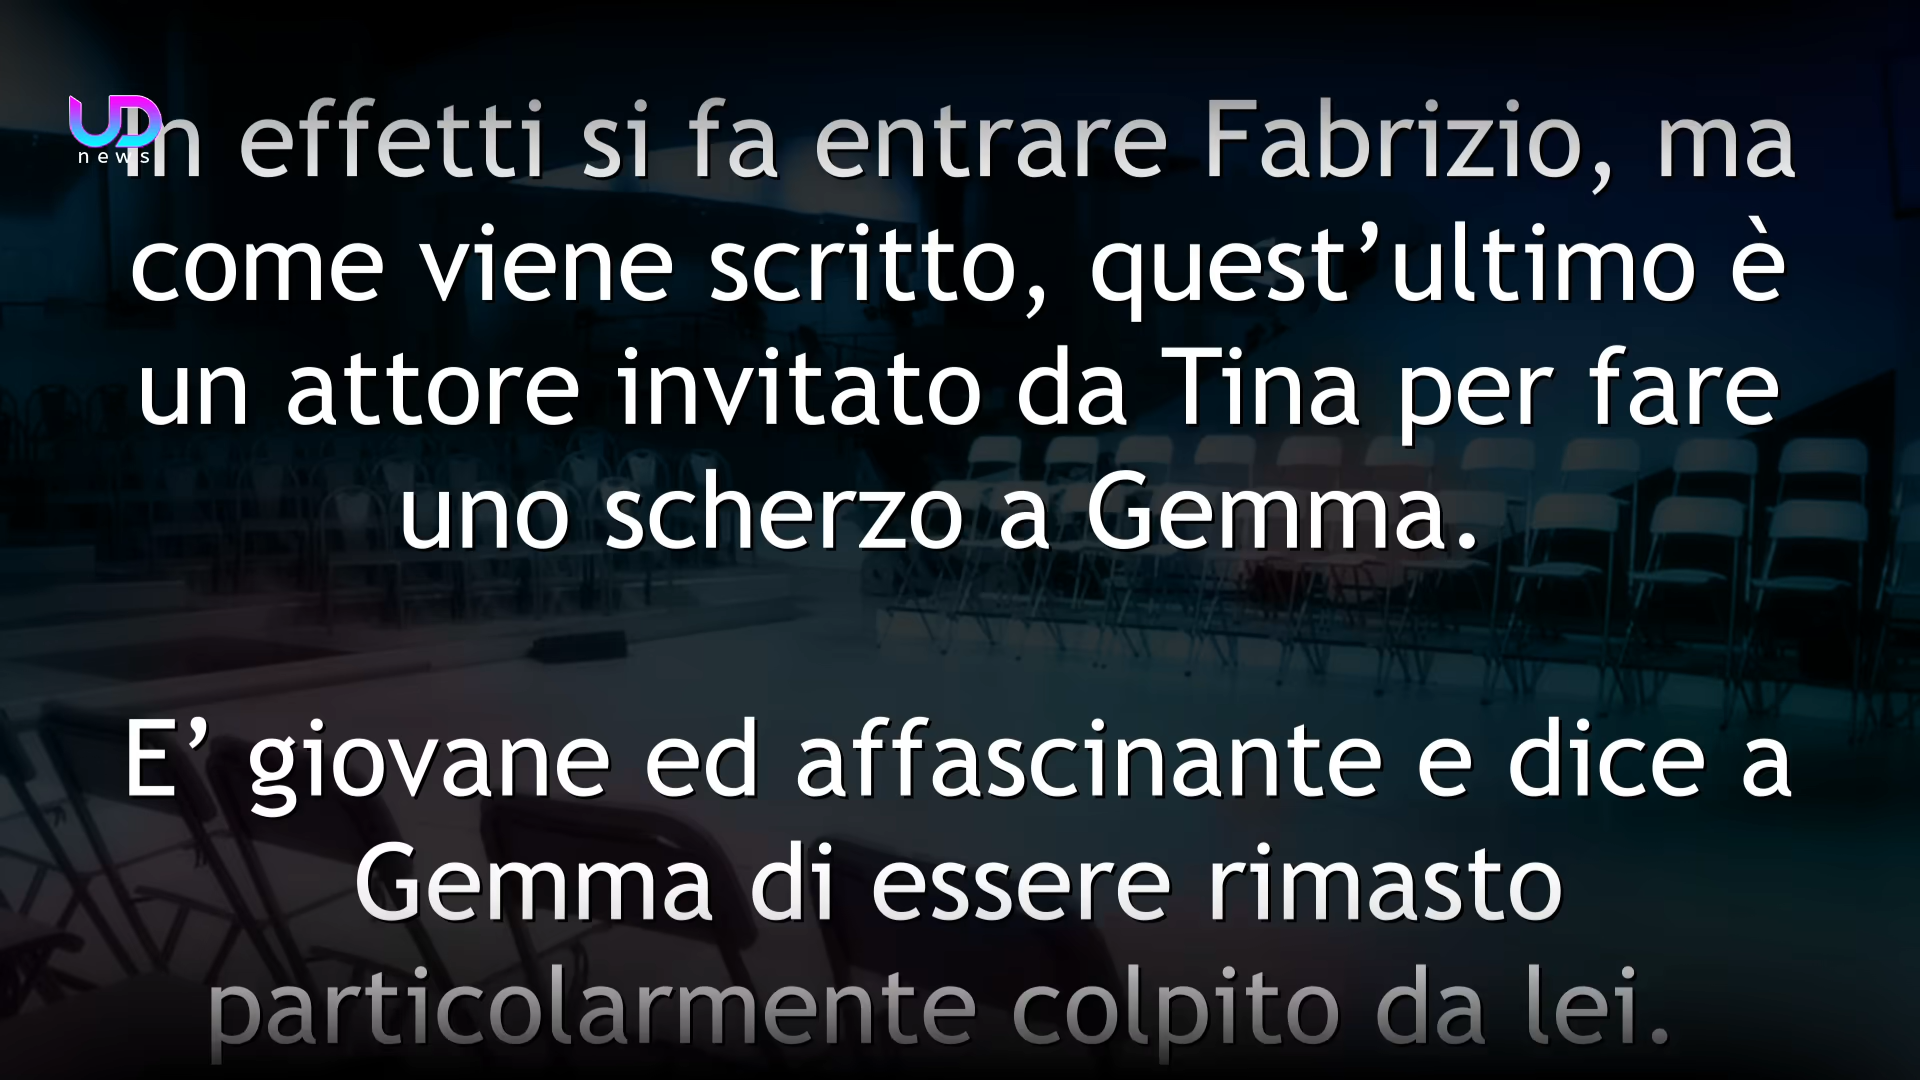 UD
news
In effetti si fa entrare Fabrizio, ma
come viene scritto, quest’ultimo è
un attore invitato da Tina per fare
uno scherzo a Gemma.
E’ giovane ed affascinante e dice a
Gemma di essere rimasto
particolarmente colpito da lei.